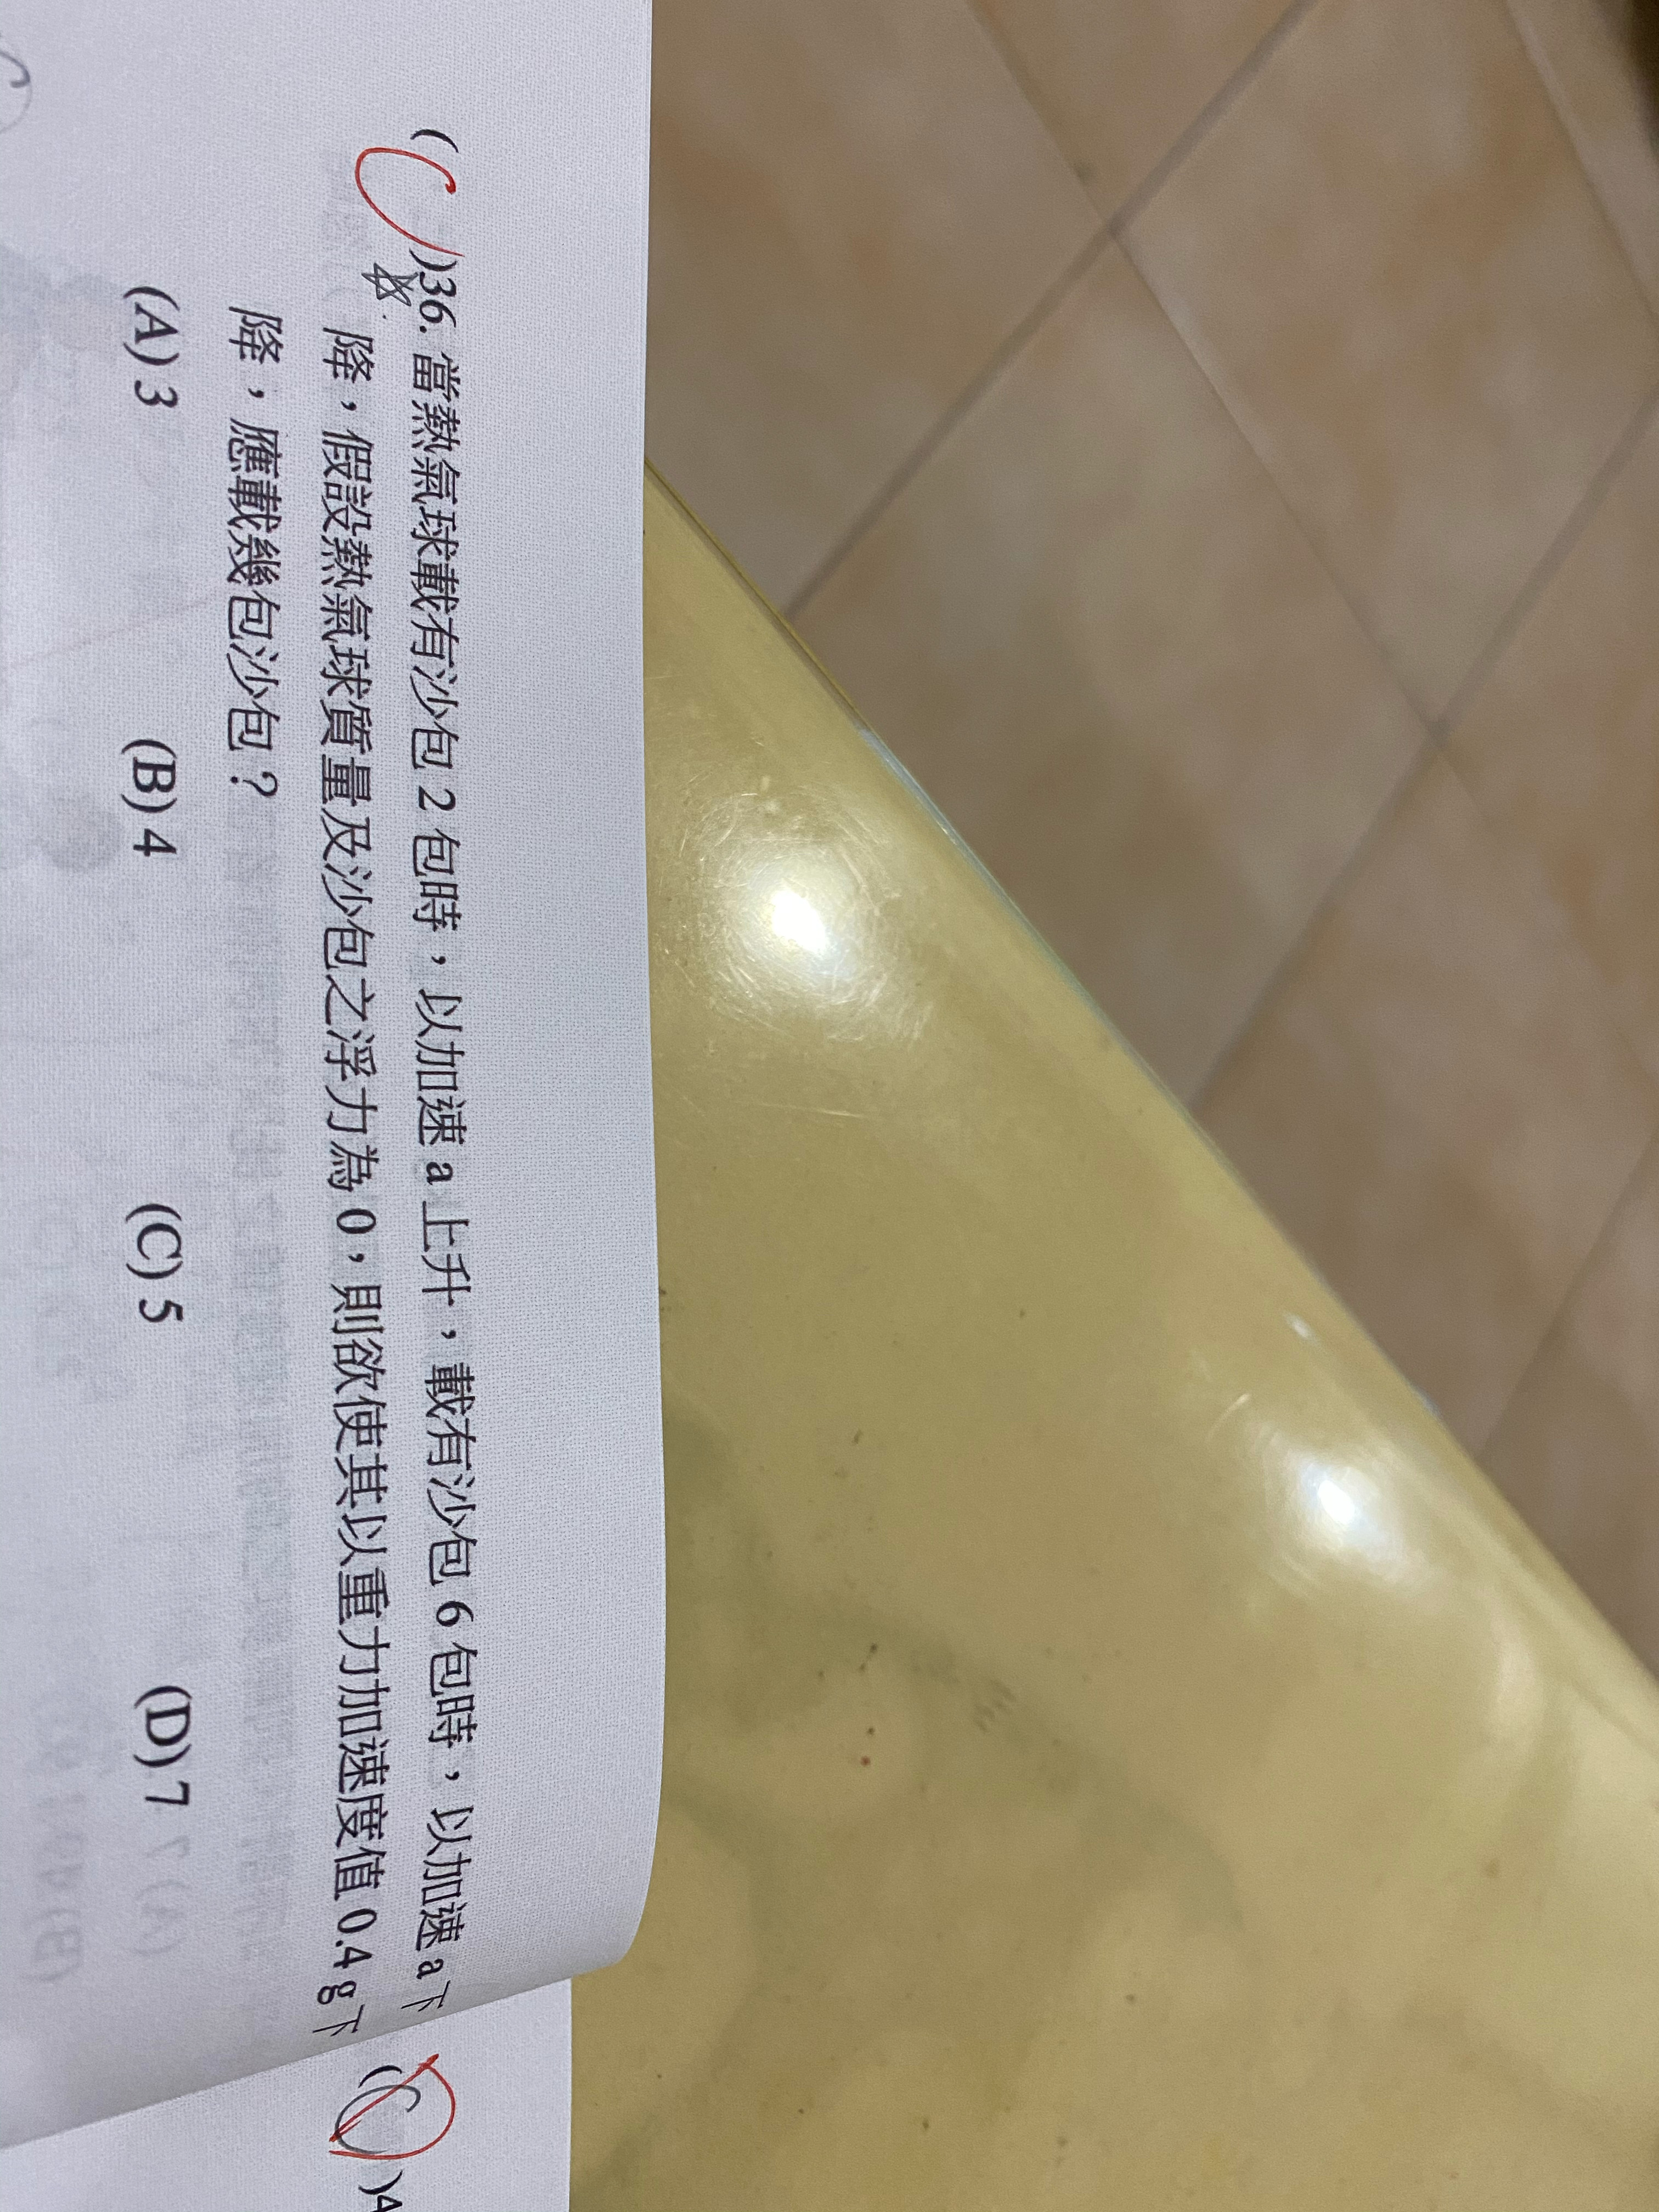 (C)36. 當熱氣球載有沙包 2 包時，以加速 a 上升，載有沙包 6 包時，以加速 a 下
降，假設熱氣球質量及沙包之浮力為 0，則欲使其以重力加速度值 0.4 g 下
降，應載幾包沙包？
(A) 3 (B) 4 (C) 5 (D) 7